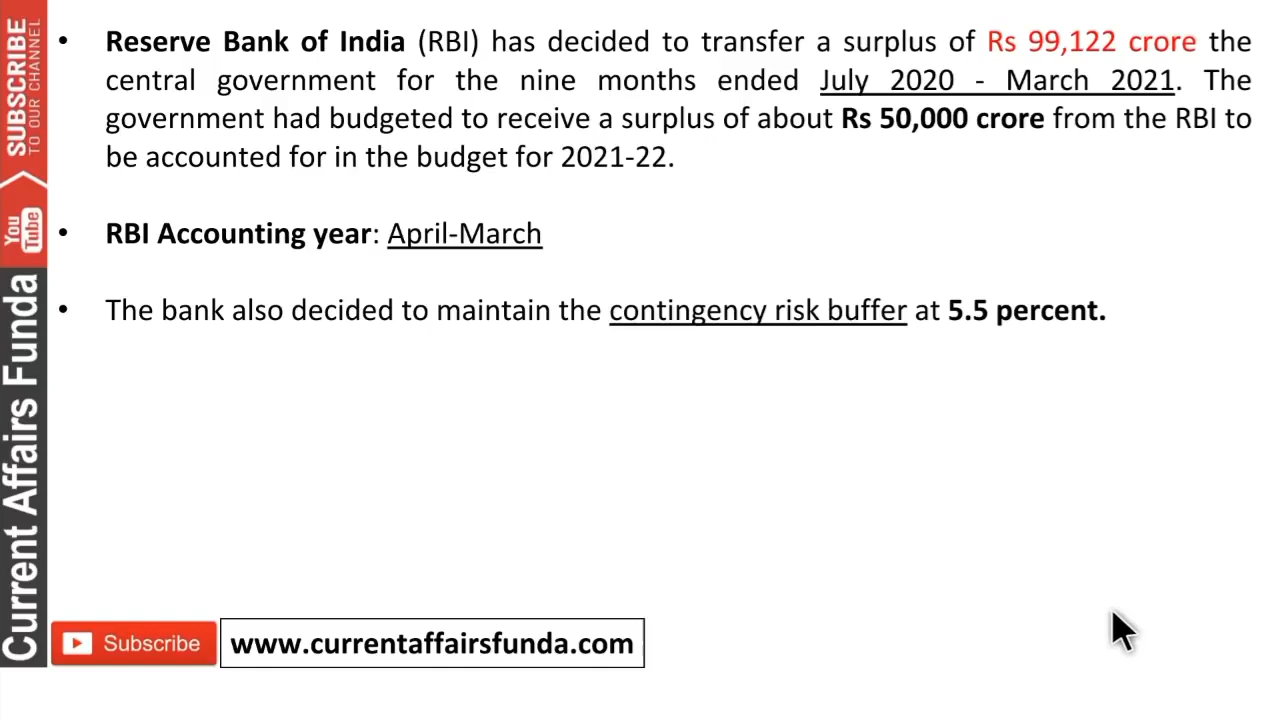 • Reserve Bank of India (RBI) has decided to transfer a surplus of Rs 99,122 crore the
central government for the nine months ended July 2020 - March 2021. The
government had budgeted to receive a surplus of about Rs 50,000 crore from the RBI to
be accounted for in the budget for 2021-22.
• RBI Accounting year: April-March
• The bank also decided to maintain the contingency risk buffer at 5.5 percent.
SUBSCRIBE
TO OUR CHANNEL
You
Tube
Current Affairs Funda
Subscribe
www.currentaffairsfunda.com